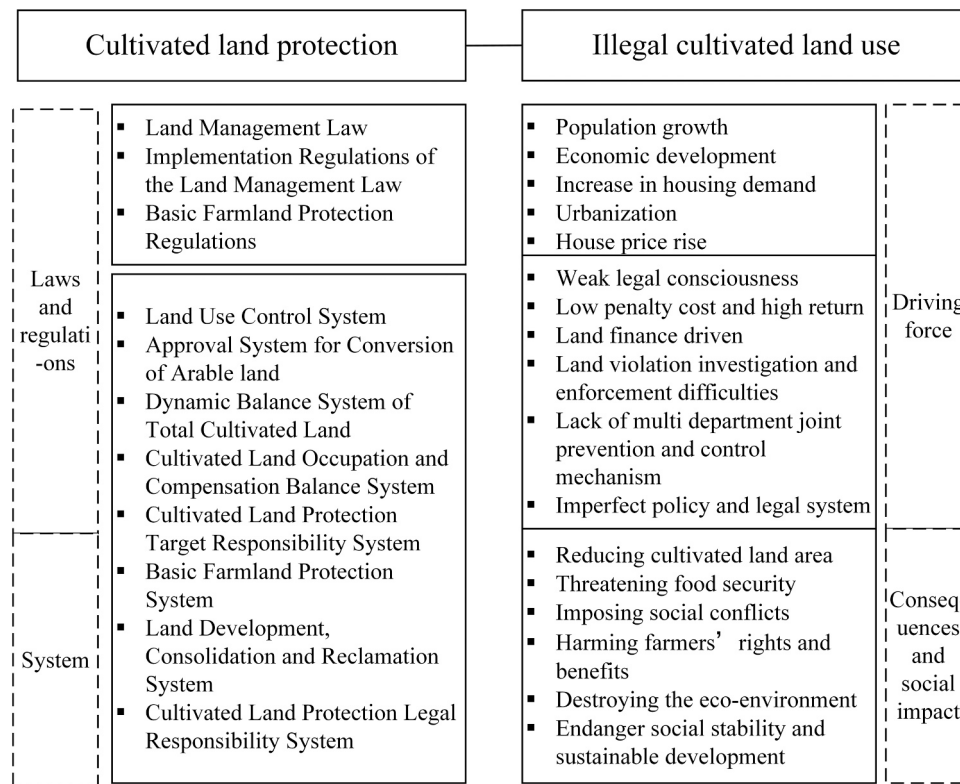 Cultivated land protection
Illegal cultivated land use
Laws
and
regulati
-ons
System
▪ Land Management Law
▪ Implementation Regulations of
the Land Management Law
▪ Basic Farmland Protection
Regulations
▪ Land Use Control System
▪ Approval System for Conversion
of Arable land
▪ Dynamic Balance System of
Total Cultivated Land
▪ Cultivated Land Occupation and
Compensation Balance System
▪ Cultivated Land Protection
Target Responsibility System
▪ Basic Farmland Protection
System
▪ Land Development,
Consolidation and Reclamation
System
▪ Cultivated Land Protection Legal
Responsibility System
▪ Population growth
▪ Economic development
▪ Increase in housing demand
▪ Urbanization
▪ House price rise
▪ Weak legal consciousness
▪ Low penalty cost and high return
▪ Land finance driven
▪ Land violation investigation and
enforcement difficulties
▪ Lack of multi department joint
prevention and control
mechanism
▪ Imperfect policy and legal system
▪ Reducing cultivated land area
▪ Threatening food security
▪ Imposing social conflicts
▪ Harming farmers’ rights and
benefits
▪ Destroying the eco-environment
▪ Endanger social stability and
sustainable development
Driving
force
Conseq
uences
and
social
impact